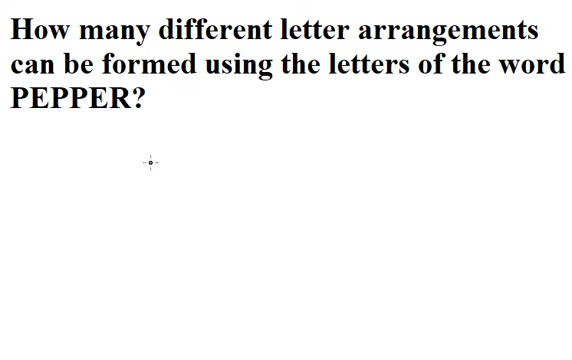 How many different letter arrangements
can be formed using the letters of the word
PEPPER?